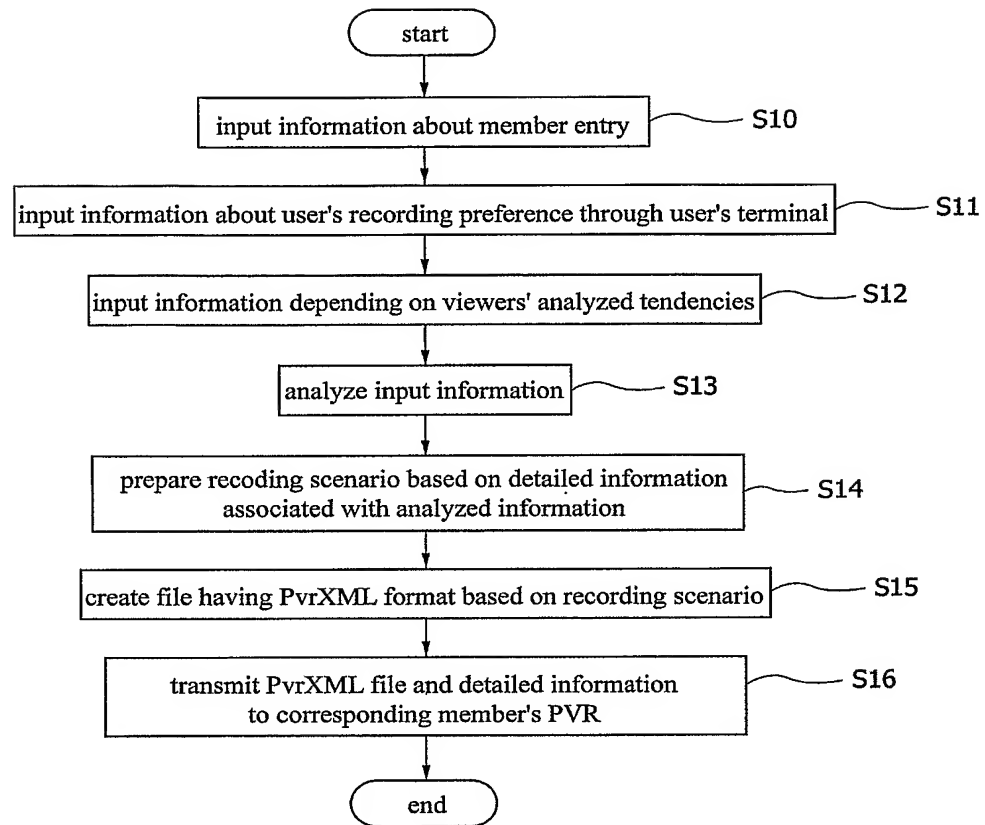 start
input information about member entry
S10
input information about user's recording preference through user's terminal
S11
input information depending on viewers' analyzed tendencies
S12
analyze input information
S13
prepare recoding scenario based on detailed information
associated with analyzed information
S14
create file having PvrXML format based on recording scenario
S15
transmit PvrXML file and detailed information
to corresponding member's PVR
S16
end